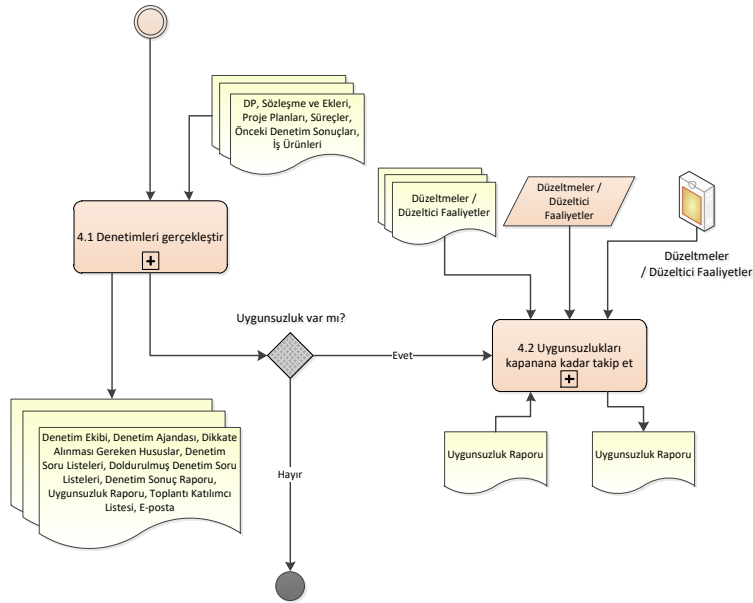 DP, Sözleşme ve Ekleri,
Proje Planları, Süreçler,
Önceki Denetim Sonuçları,
İş Ürünleri
Düzeltmeler /
Düzeltici Faaliyetler
Düzeltmeler /
Düzeltici
Faaliyetler
Düzeltmeler
/ Düzeltici Faaliyetler
4.1 Denetimleri gerçekleştir
Uygunsuzluk var mı?
Evet
4.2 Uygunsuzlukları
kapanana kadar takip et
Denetim Ekibi, Denetim Ajandası, Dikkate
Alınması Gereken Hususlar, Denetim
Soru Listeleri, Doldurulmuş Denetim Soru
Listeleri, Denetim Sonuç Raporu,
Uygunsuzluk Raporu, Toplantı Katılımcı
Listesi, E-posta
Hayır
Uygunsuzluk Raporu
Uygunsuzluk Raporu